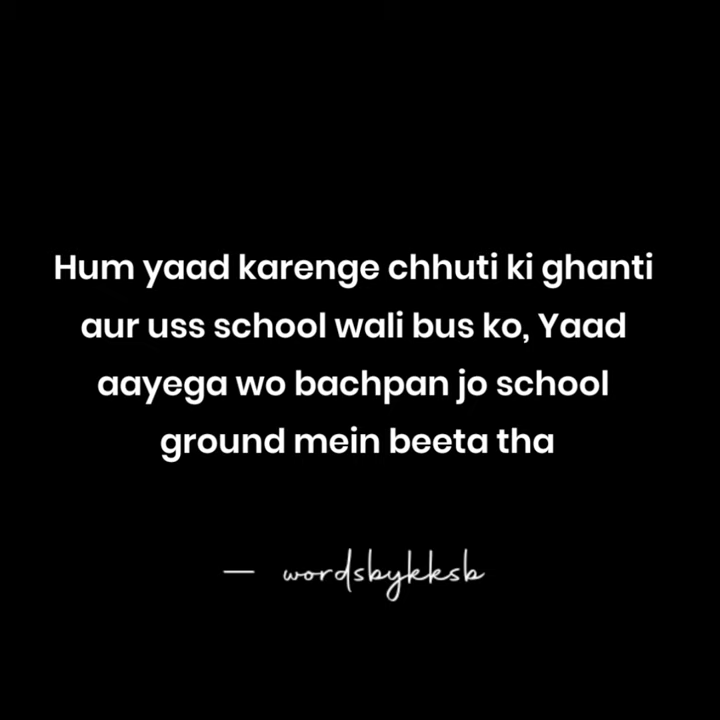 Hum yaad karenge chhuti ki ghanti
aur uss school wali bus ko, Yaad
aayega wo bachpan jo school
ground mein beeta tha
— wordsbykksb